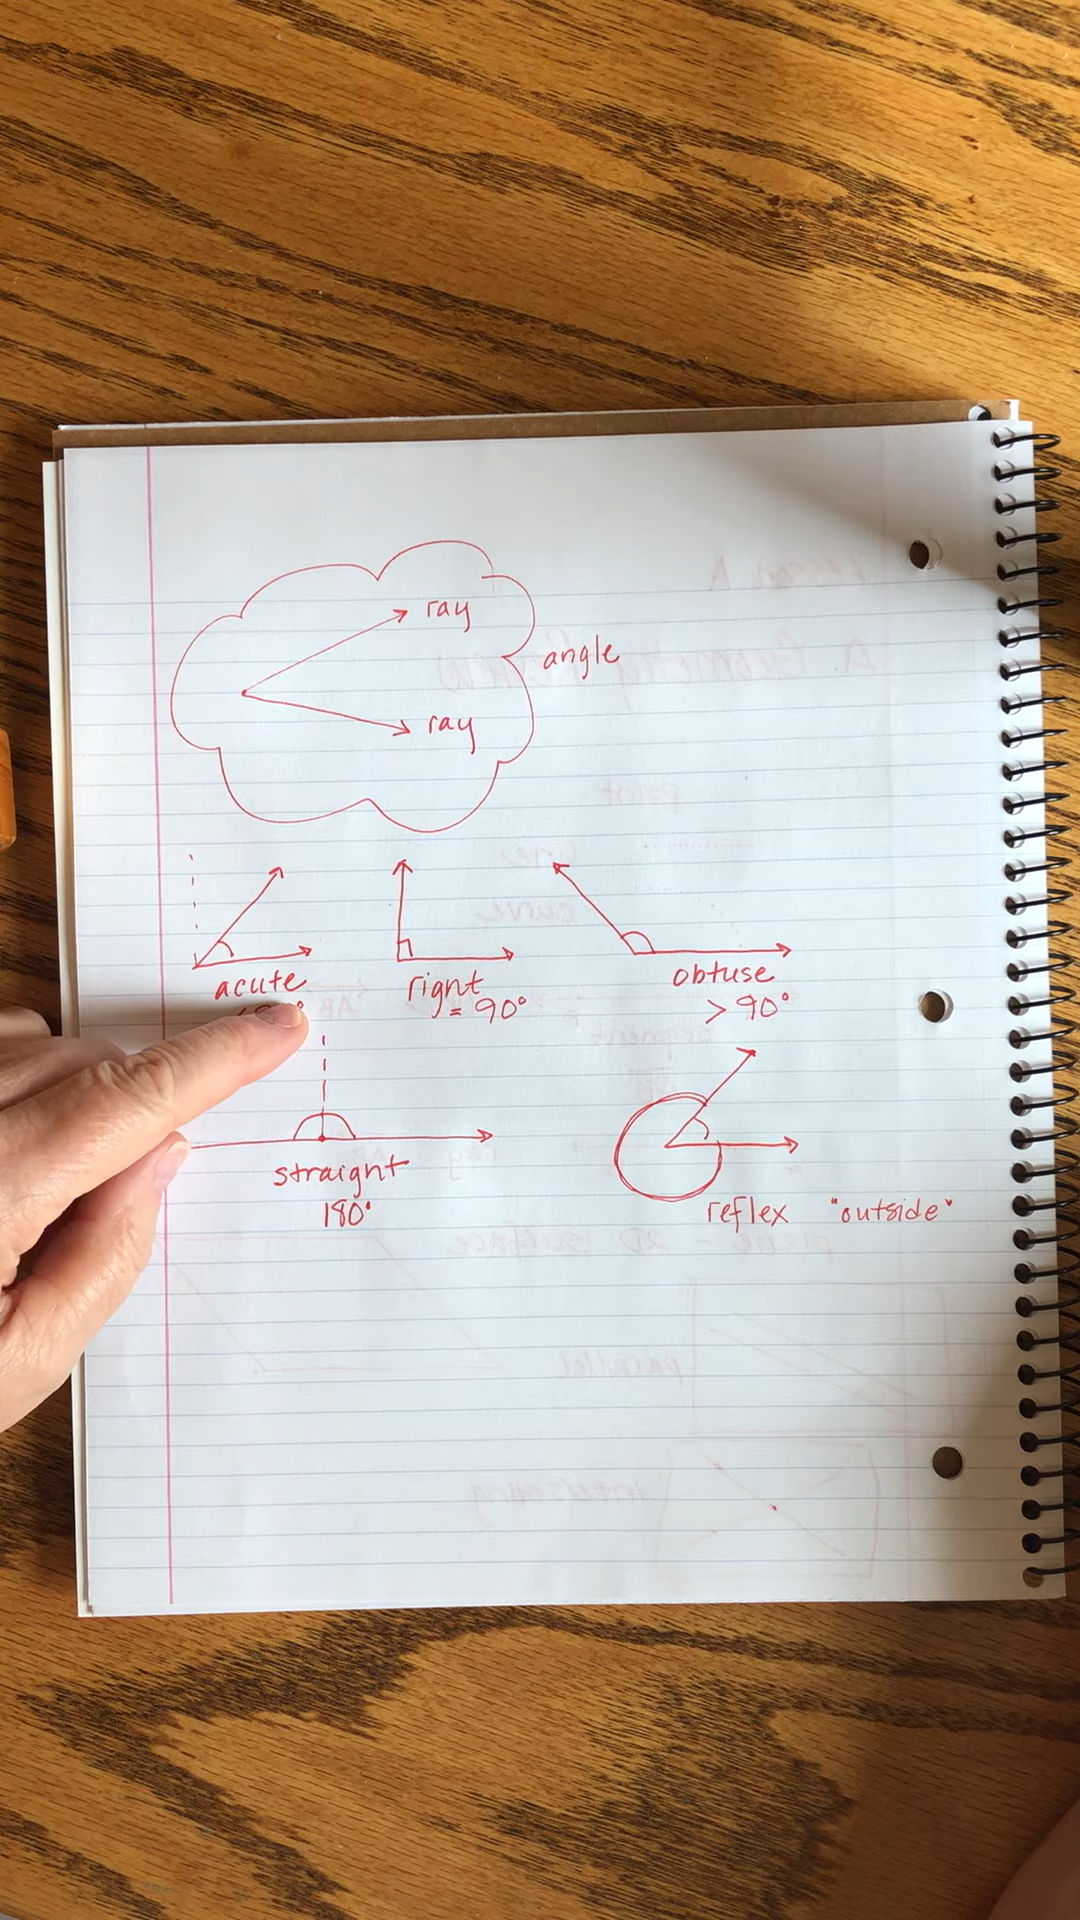 ray
angle
ray
acute
right
= 90°
obtuse
> 90°
straight
180°
reflex "outside"